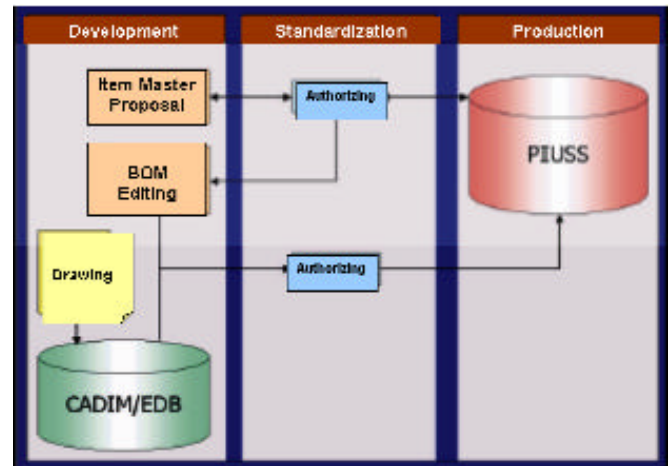 Development
Standardization
Production
Item Master
Proposal
Authorizing
PIUSS
BOM
Editing
Drawing
Authorizing
CADIM/EDB